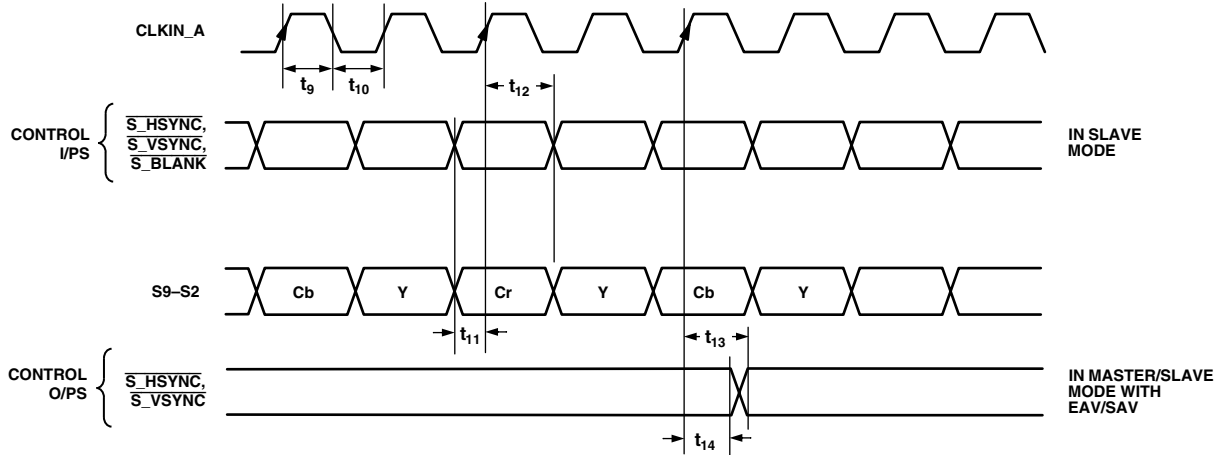 CLKIN_A
t9
t10
t12
CONTROL
I/PS
S_HSYNC,
S_VSYNC,
S_BLANK
IN SLAVE
MODE
S9–S2
Cb
Y
Cr
Y
Cb
Y
t11
t13
CONTROL
O/PS
S_HSYNC,
S_VSYNC
IN MASTER/SLAVE
MODE WITH
EAV/SAV
t14